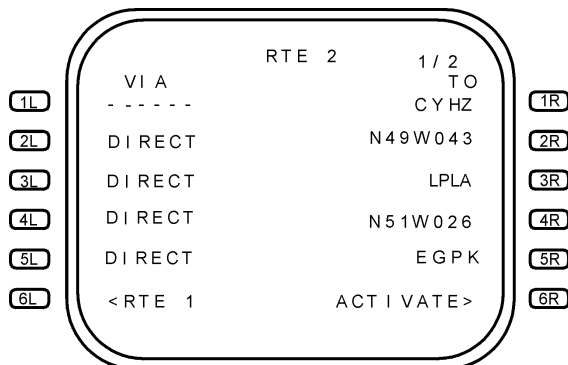 RTE 2 1/2
VIA TO
1L ------ CYHZ 1R
2L DIRECT N49W043 2R
3L DIRECT LPLA 3R
4L DIRECT N51W026 4R
5L DIRECT EGPK 5R
6L <RTE 1 ACTIVATE> 6R